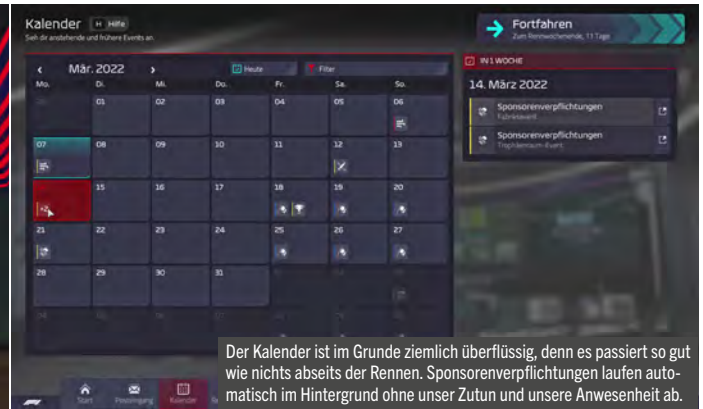 Kalender H Hilfe
Sieh dir anstehende und frühere Events an.
Fortfahren
Zum Rennwochenende, 11 Tage
Mär. 2022
Heute
Filter
Mo. Di. Mi. Do. Fr. Sa. So.
01 02 03 04 05 06
07 08 09 10 11 12 13
+2 15 16 17 18 19 20
21 22 23 24 25 26 27
28 29 30 31
IN 1 WOCHE
14. März 2022
Sponsorenverpflichtungen
Sponsorenverpflichtungen
Trophäenraum-Event
Start Posteingang Kalender
Der Kalender ist im Grunde ziemlich überflüssig, denn es passiert so gut
wie nichts abseits der Rennen. Sponsorenverpflichtungen laufen auto-
matisch im Hintergrund ohne unser Zutun und unsere Anwesenheit ab.